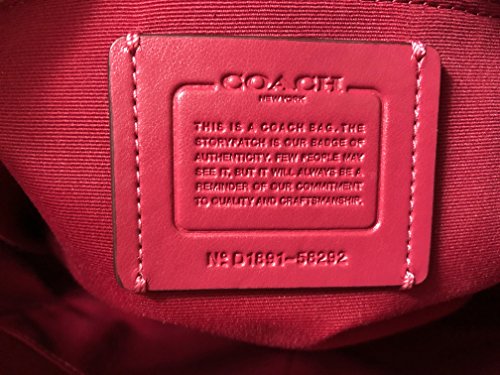 COACH
NEW YORK
THIS IS A COACH BAG. THE
STORYPATCH IS OUR BADGE OF
AUTHENTICITY. FEW PEOPLE MAY
SEE IT, BUT IT WILL ALWAYS BE A
REMINDER OF OUR COMMITMENT
TO QUALITY AND CRAFTSMANSHIP.
Nº D1891-58292